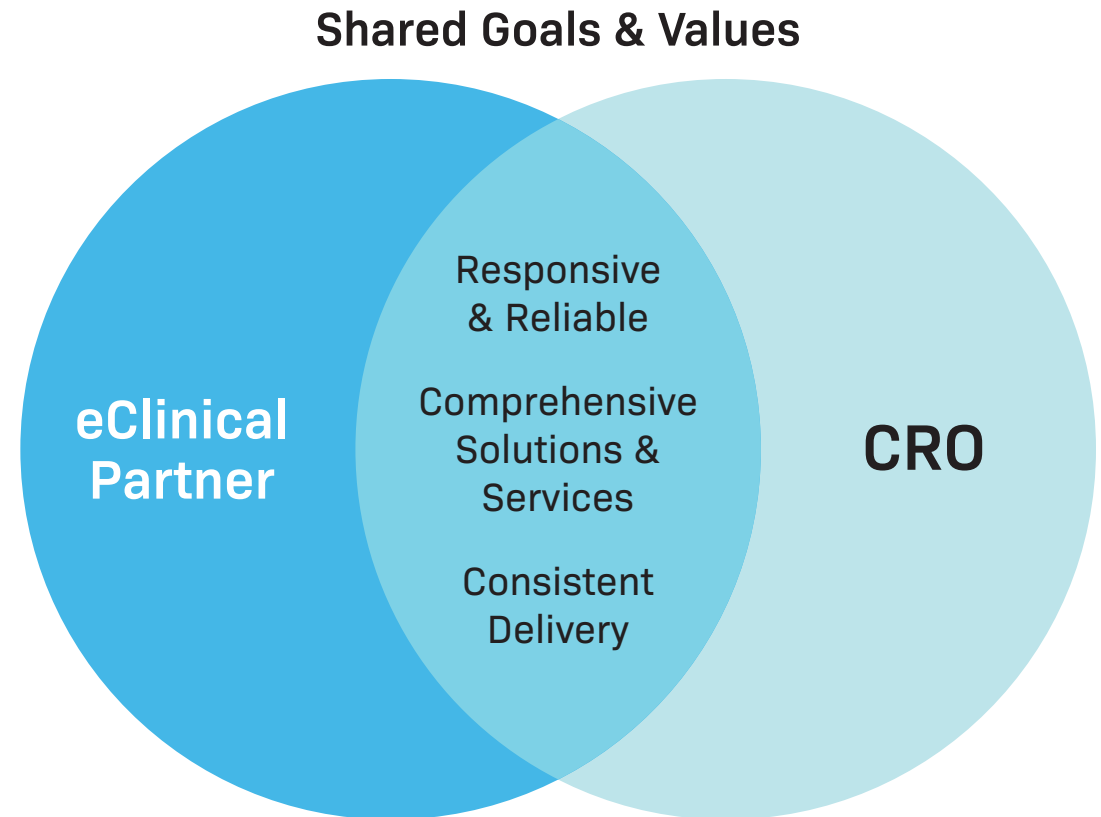 Shared Goals & Values
Responsive
& Reliable
Comprehensive
Solutions &
Services
Consistent
Delivery
eClinical
Partner
CRO